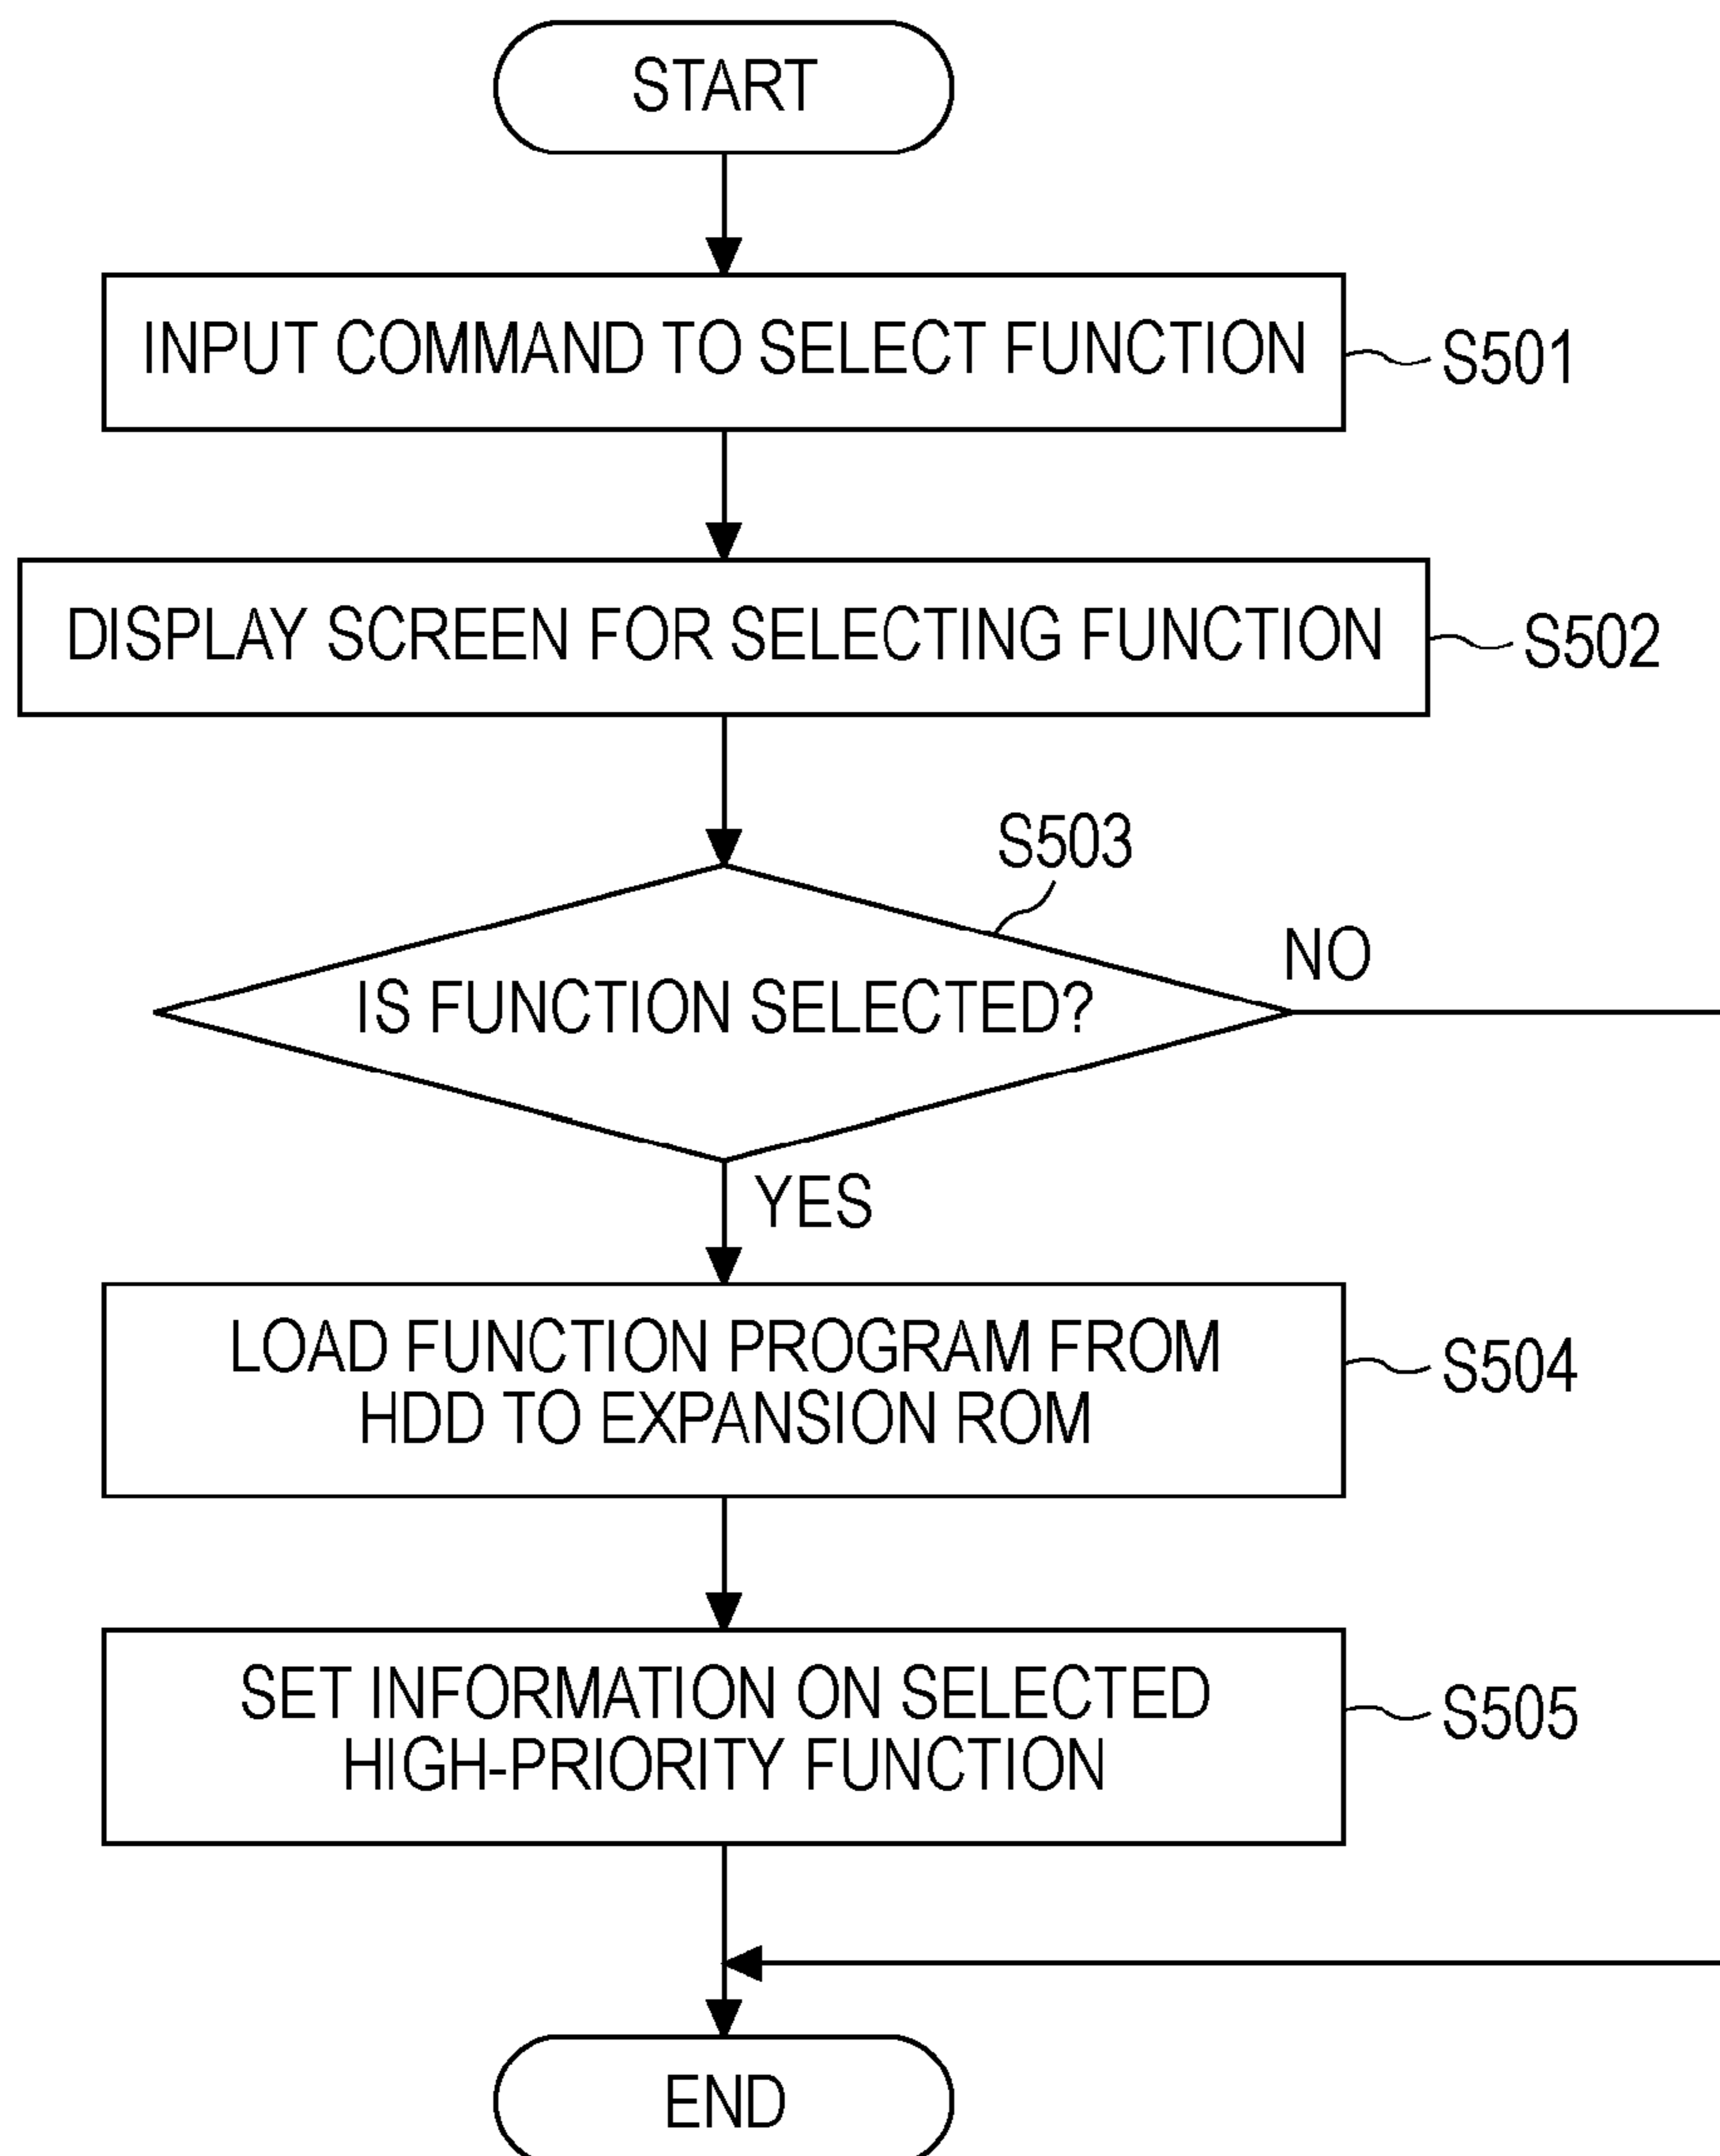 START
INPUT COMMAND TO SELECT FUNCTION
S501
DISPLAY SCREEN FOR SELECTING FUNCTION
S502
S503
IS FUNCTION SELECTED?
NO
YES
LOAD FUNCTION PROGRAM FROM
HDD TO EXPANSION ROM
S504
SET INFORMATION ON SELECTED
HIGH-PRIORITY FUNCTION
S505
END